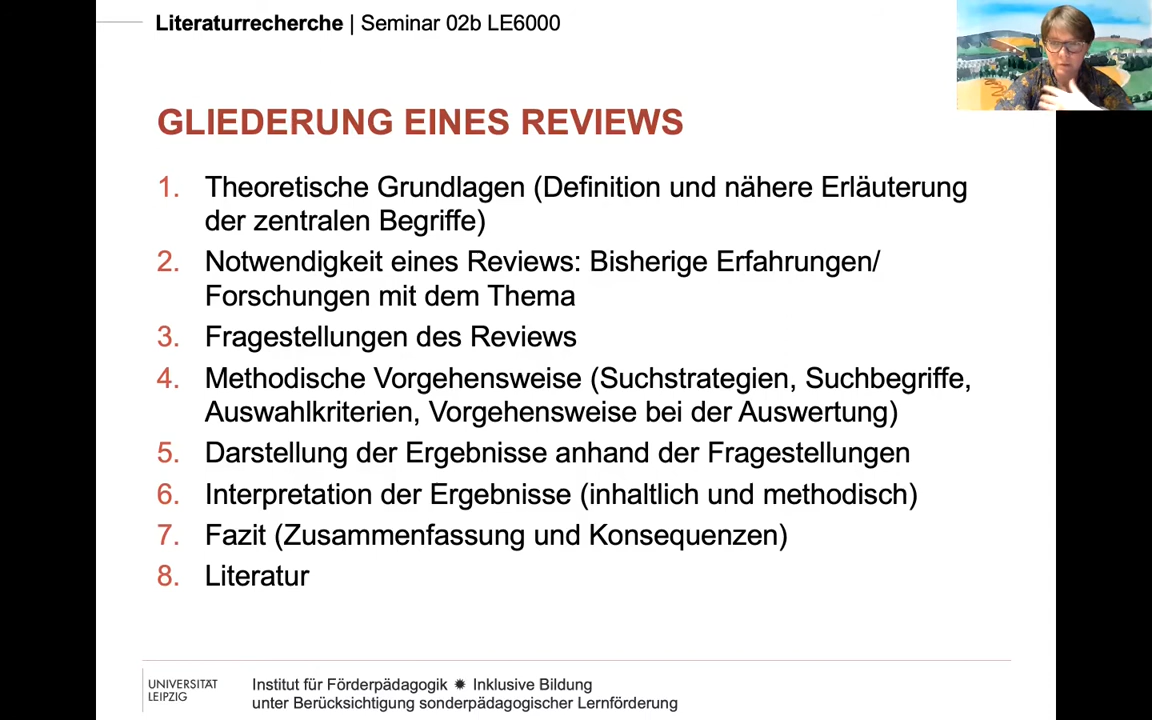 Literaturrecherche | Seminar 02b LE6000
GLIEDERUNG EINES REVIEWS
1. Theoretische Grundlagen (Definition und nähere Erläuterung
der zentralen Begriffe)
2. Notwendigkeit eines Reviews: Bisherige Erfahrungen/
Forschungen mit dem Thema
3. Fragestellungen des Reviews
4. Methodische Vorgehensweise (Suchstrategien, Suchbegriffe,
Auswahlkriterien, Vorgehensweise bei der Auswertung)
5. Darstellung der Ergebnisse anhand der Fragestellungen
6. Interpretation der Ergebnisse (inhaltlich und methodisch)
7. Fazit (Zusammenfassung und Konsequenzen)
8. Literatur
UNIVERSITÄT
LEIPZIG
Institut für Förderpädagogik ✹ Inklusive Bildung
unter Berücksichtigung sonderpädagogischer Lernförderung